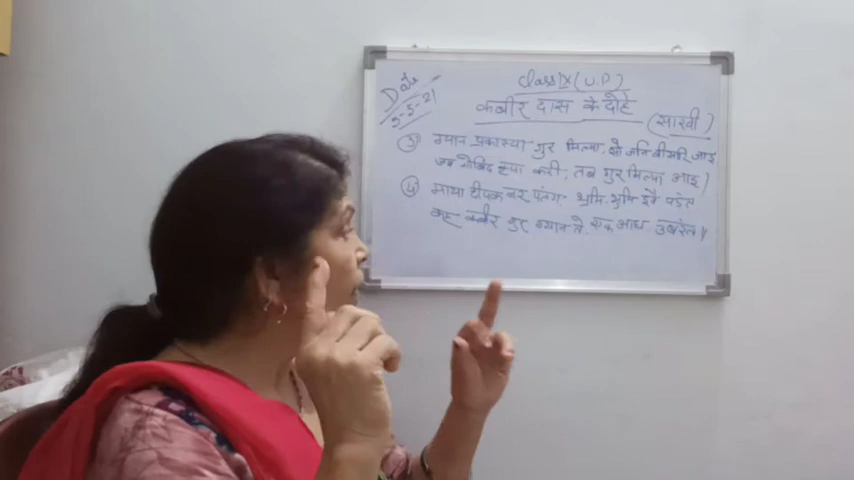 Date
5-5-21
Class IX (U.P)
कबीर दास के दोहे
(साखी)
③ ग्यान प्रकास्या गुर मिल्या, सो जनि बीसरि जाइ
जब गोबिंद कृपा करी, तब गुर मिल्या आइ।
④ माया दीपक नर पतंग भ्रमि भ्रमि इवै पड़ंत
कह कबीर गुर ग्यान ते, एक आध उबरंत॥